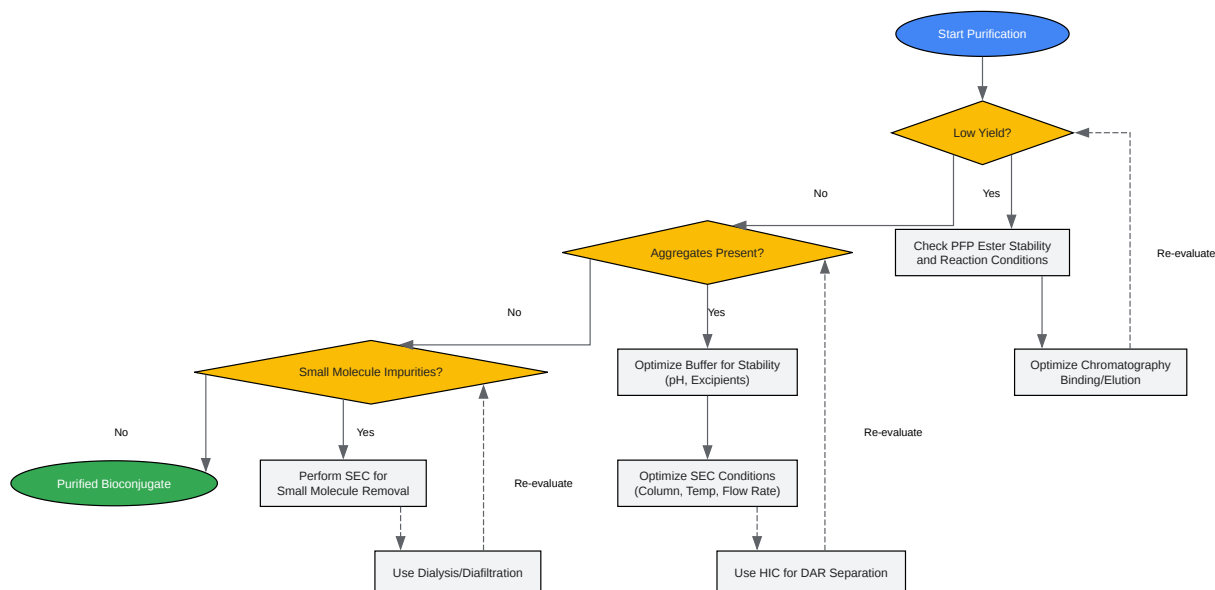 Start Purification
Low Yield?
No
Yes
Aggregates Present?
Check PFP Ester Stability
and Reaction Conditions
Re-evaluate
No
Yes
Small Molecule Impurities?
Optimize Buffer for Stability
(pH, Excipients)
Optimize Chromatography
Binding/Elution
No
Yes
Re-evaluate
Purified Bioconjugate
Perform SEC for
Small Molecule Removal
Re-evaluate
Optimize SEC Conditions
(Column, Temp, Flow Rate)
Use Dialysis/Diafiltration
Use HIC for DAR Separation